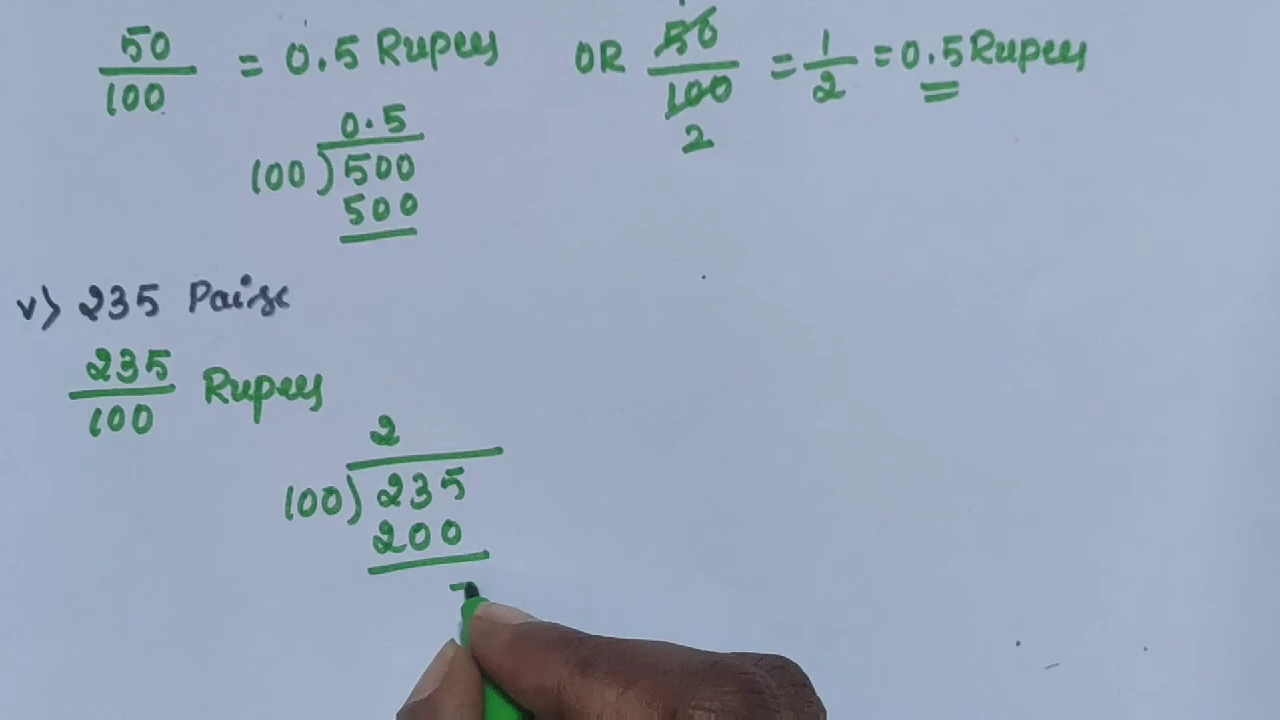 50/100 = 0.5 Rupees OR 50/100 = 1/2 = 0.5 Rupees
2
0.5
100) 500
500
v) 235 Paise
235/100 Rupees
2
100) 235
200